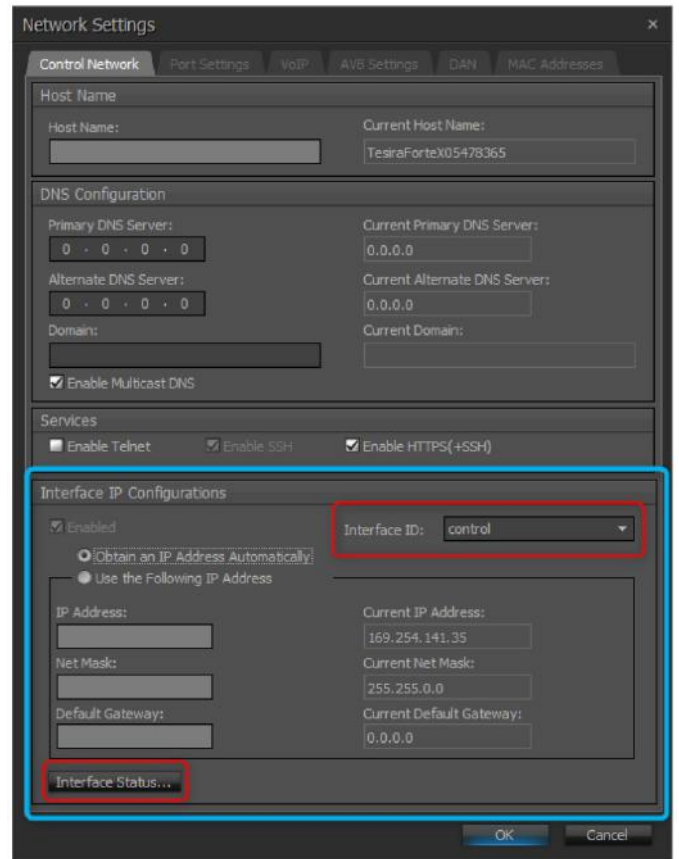 Network Settings ×
Control Network Port Settings VoIP AVB Settings DAN MAC Addresses
Host Name
Host Name: Current Host Name:
TesiraForteX05478365
DNS Configuration
Primary DNS Server: Current Primary DNS Server:
0 . 0 . 0 . 0 0.0.0.0
Alternate DNS Server: Current Alternate DNS Server:
0 . 0 . 0 . 0 0.0.0.0
Domain: Current Domain:
Enable Multicast DNS
Services
Enable Telnet Enable SSH Enable HTTPS(+SSH)
Interface IP Configurations
Enabled Interface ID: control
Obtain an IP Address Automatically
Use the Following IP Address
IP Address: Current IP Address:
169.254.141.35
Net Mask: Current Net Mask:
255.255.0.0
Default Gateway: Current Default Gateway:
0.0.0.0
Interface Status...
OK Cancel